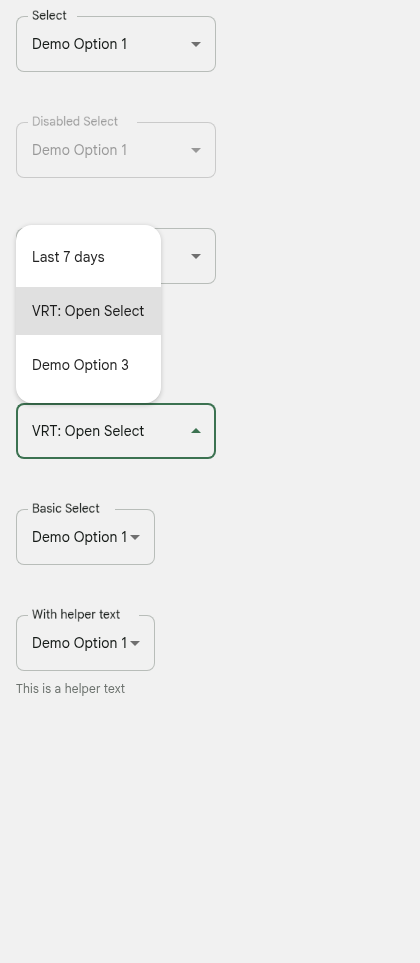 Select
Demo Option 1
Disabled Select
Demo Option 1
Last 7 days
VRT: Open Select
Demo Option 3
VRT: Open Select
Basic Select
Demo Option 1
With helper text
Demo Option 1
This is a helper text